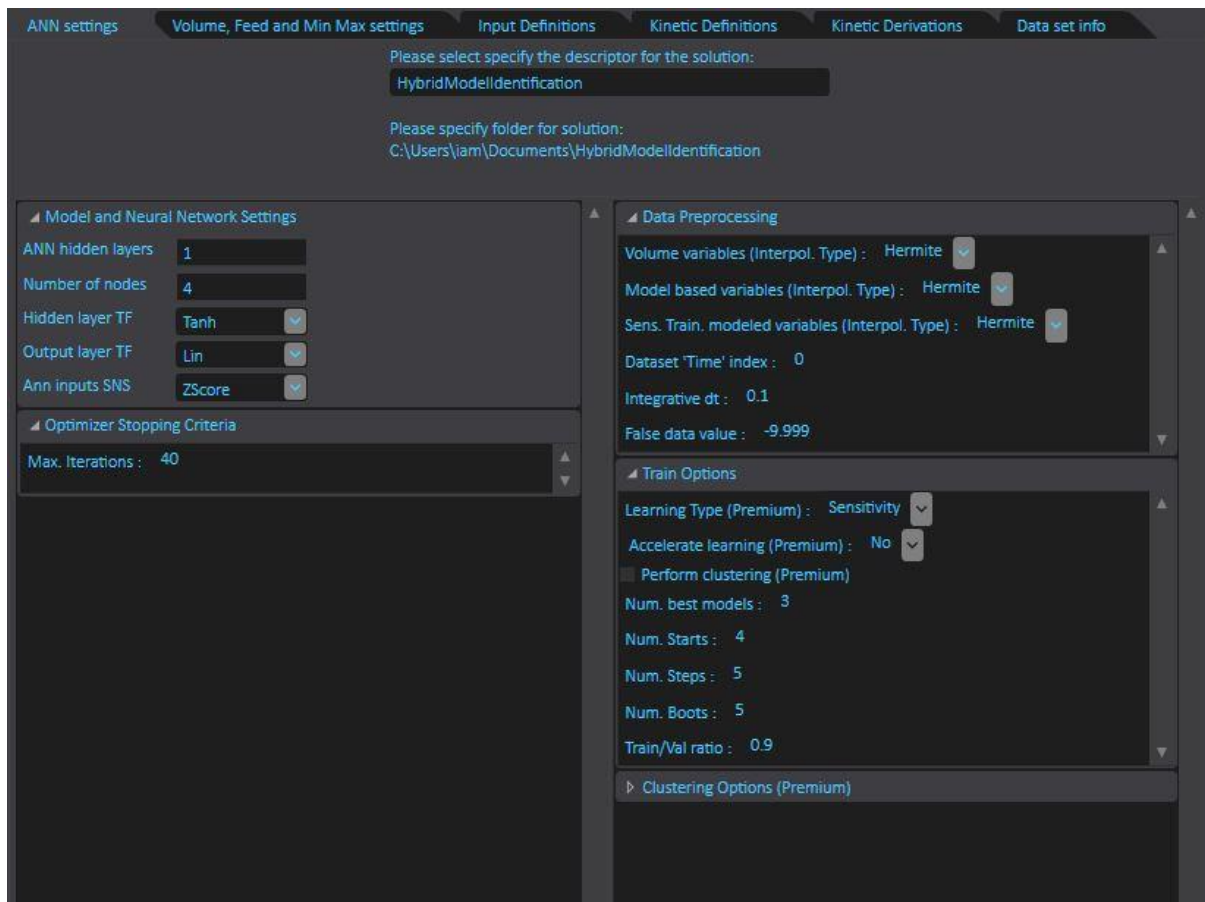 ANN settings Volume, Feed and Min Max settings Input Definitions Kinetic Definitions Kinetic Derivations Data set info
Please select specify the descriptor for the solution:
HybridModelIdentification
Please specify folder for solution:
C:\Users\iam\Documents\HybridModelIdentification
Model and Neural Network Settings
ANN hidden layers 1
Number of nodes 4
Hidden layer TF Tanh
Output layer TF Lin
Ann inputs SNS ZScore
Optimizer Stopping Criteria
Max. Iterations : 40
Data Preprocessing
Volume variables (Interpol. Type) : Hermite
Model based variables (Interpol. Type) : Hermite
Sens. Train. modeled variables (Interpol. Type) : Hermite
Dataset 'Time' index : 0
Integrative dt : 0.1
False data value : -9.999
Train Options
Learning Type (Premium) : Sensitivity
Accelerate learning (Premium) : No
Perform clustering (Premium)
Num. best models : 3
Num. Starts : 4
Num. Steps : 5
Num. Boots : 5
Train/Val ratio : 0.9
Clustering Options (Premium)